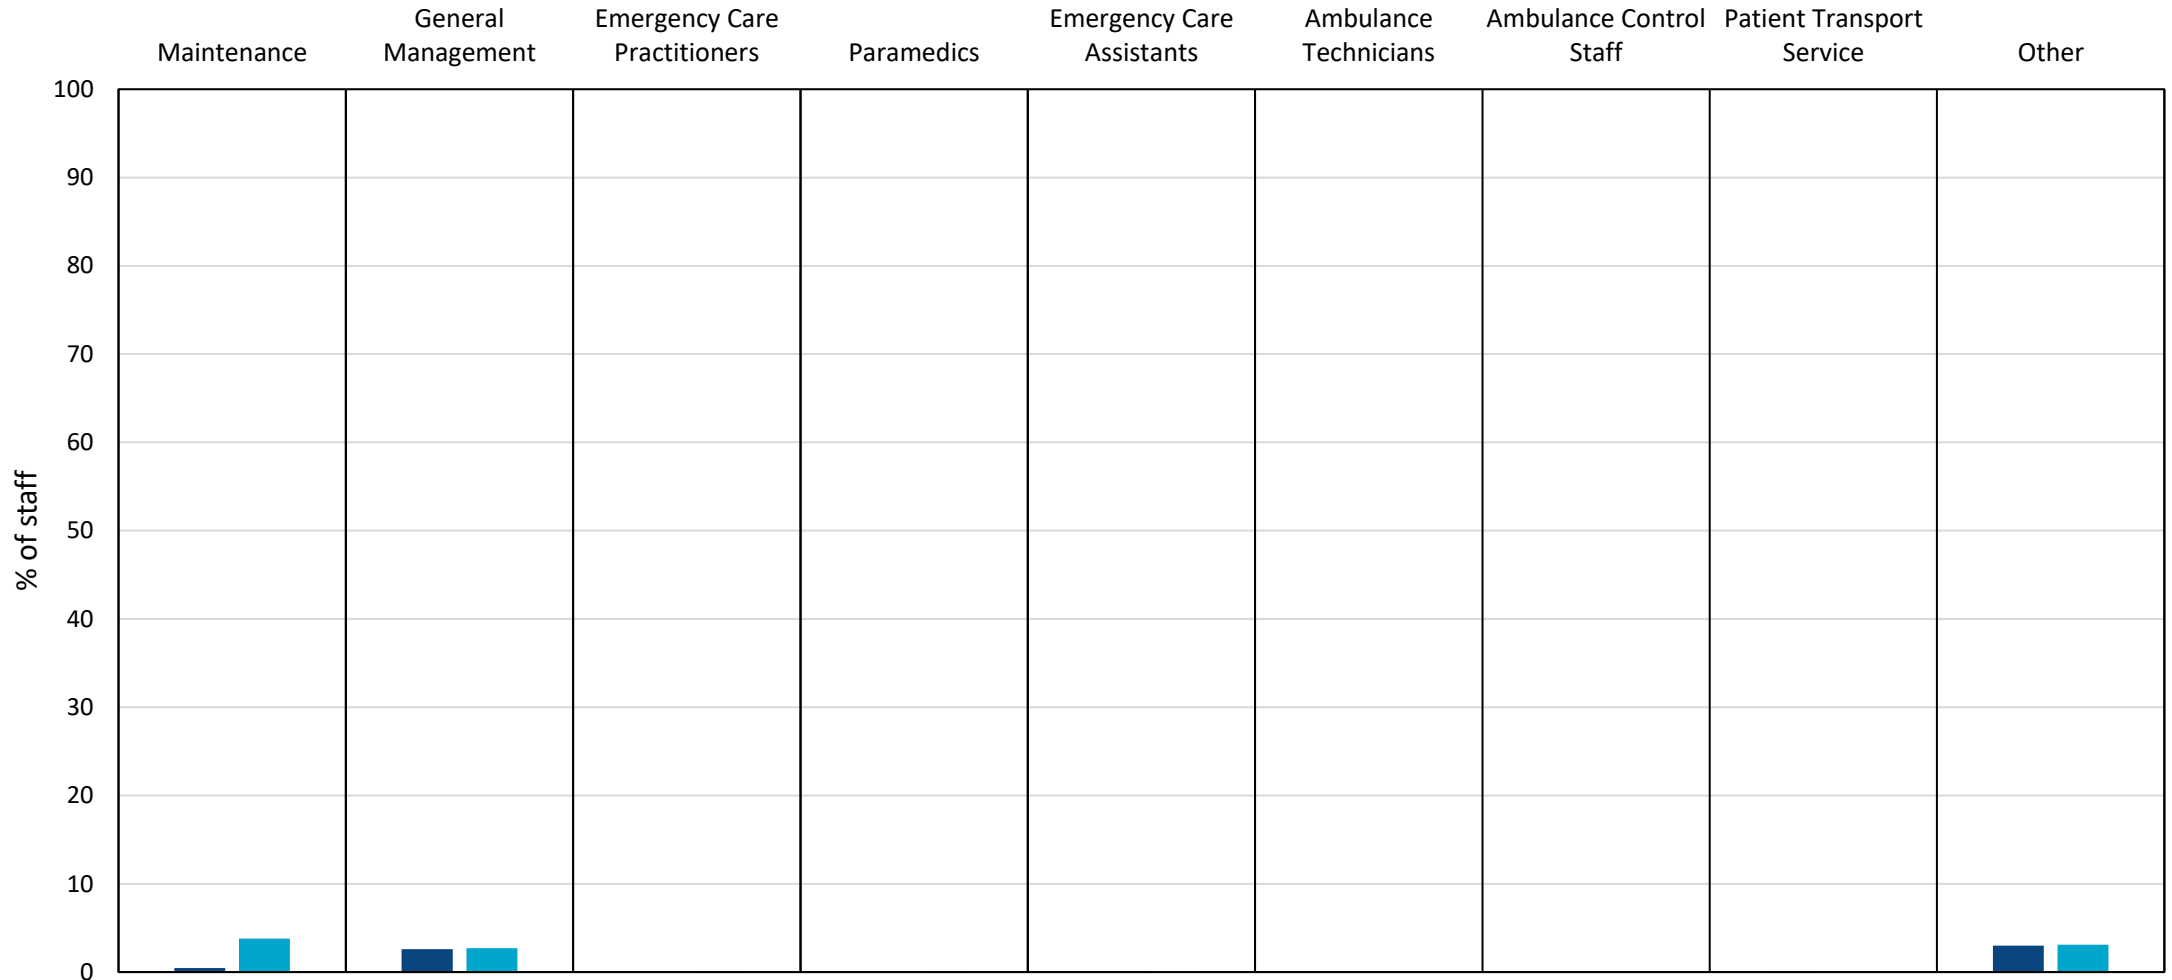 General
Emergency Care
Emergency Care
Ambulance
Ambulance Control
Patient Transport
Maintenance
Management
Practitioners
Paramedics
Assistants
Technicians
Staff
Service
Other
100
90
80
70
60
50
40
30
20
10
0
% of staff